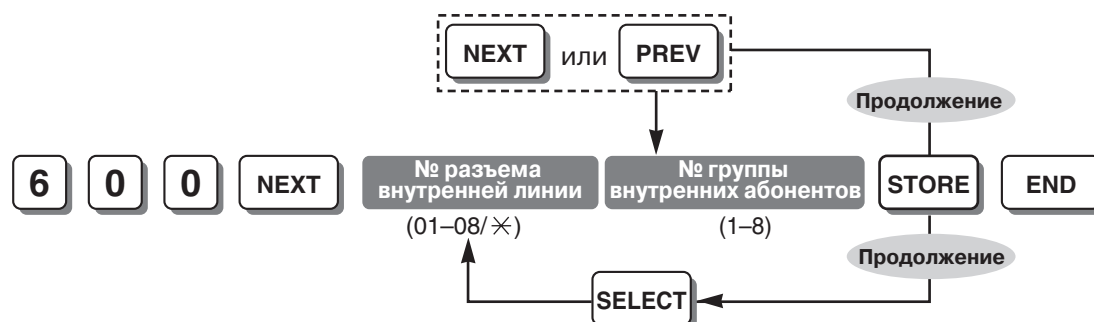 NEXT или PREV
Продолжение
6 0 0 NEXT
№ разъема
внутренней линии
№ группы
внутренних абонентов
STORE END
(01–08/✳)
(1–8)
Продолжение
SELECT